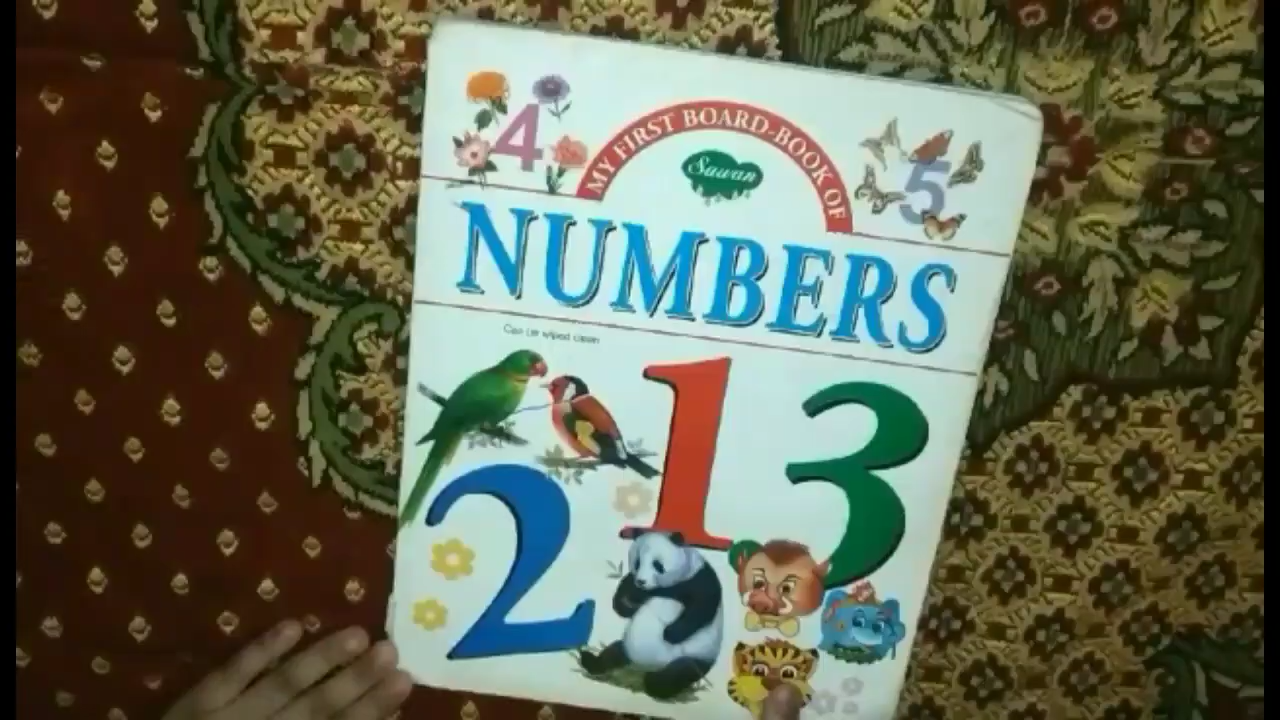 4
MY FIRST BOARD-BOOK OF
Sawan
5
NUMBERS
Can be wiped clean
1 3
2